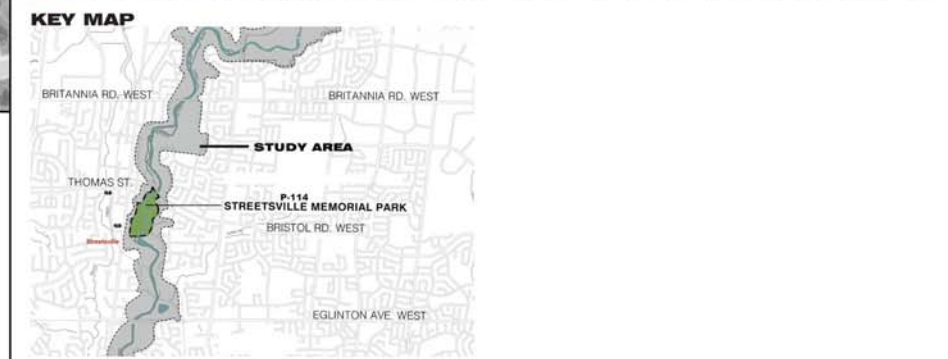 KEY MAP
BRITANNIA RD. WEST
BRITANNIA RD. WEST
STUDY AREA
THOMAS ST.
P-114
STREETSVILLE MEMORIAL PARK
BRISTOL RD. WEST
Streetsville
EGLINTON AVE. WEST